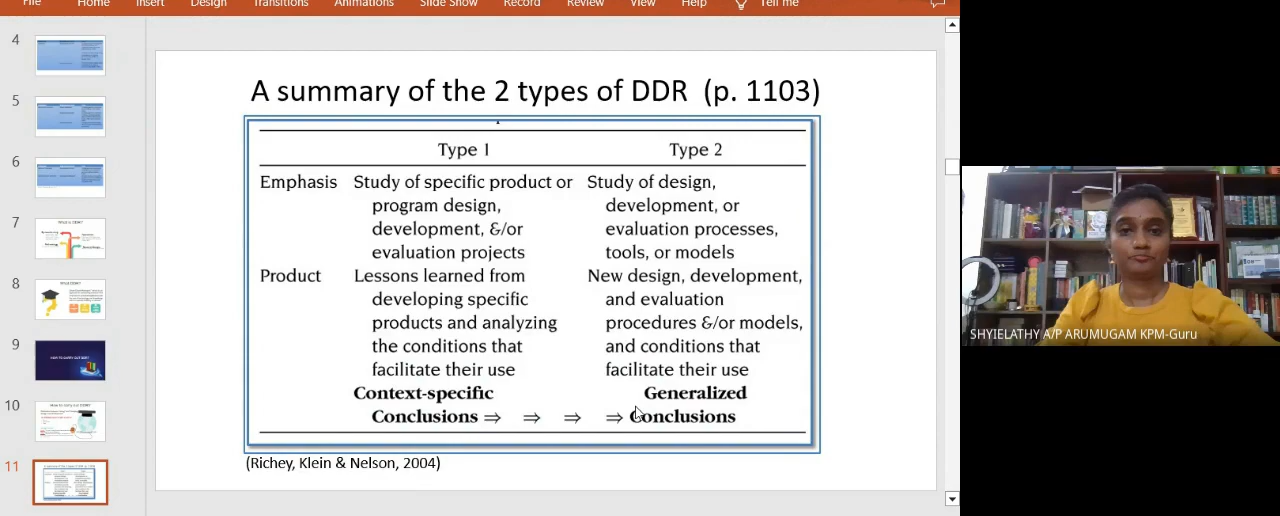 File Home Insert Design Transitions Animations Slide Show Record Review View Help Tell me
4
5
6
7
8
9
10
11
A summary of the 2 types of DDR (p. 1103)
Type 1 Type 2
Emphasis Study of specific product or Study of design,
program design, development, or
development, &/or evaluation processes,
evaluation projects tools, or models
Product Lessons learned from New design, development,
developing specific and evaluation
products and analyzing procedures &/or models,
the conditions that and conditions that
facilitate their use facilitate their use
Context-specific Generalized
Conclusions ⇒ ⇒ ⇒ ⇒ Conclusions
(Richey, Klein & Nelson, 2004)
SHYIELATHY A/P ARUMUGAM KPM-Guru